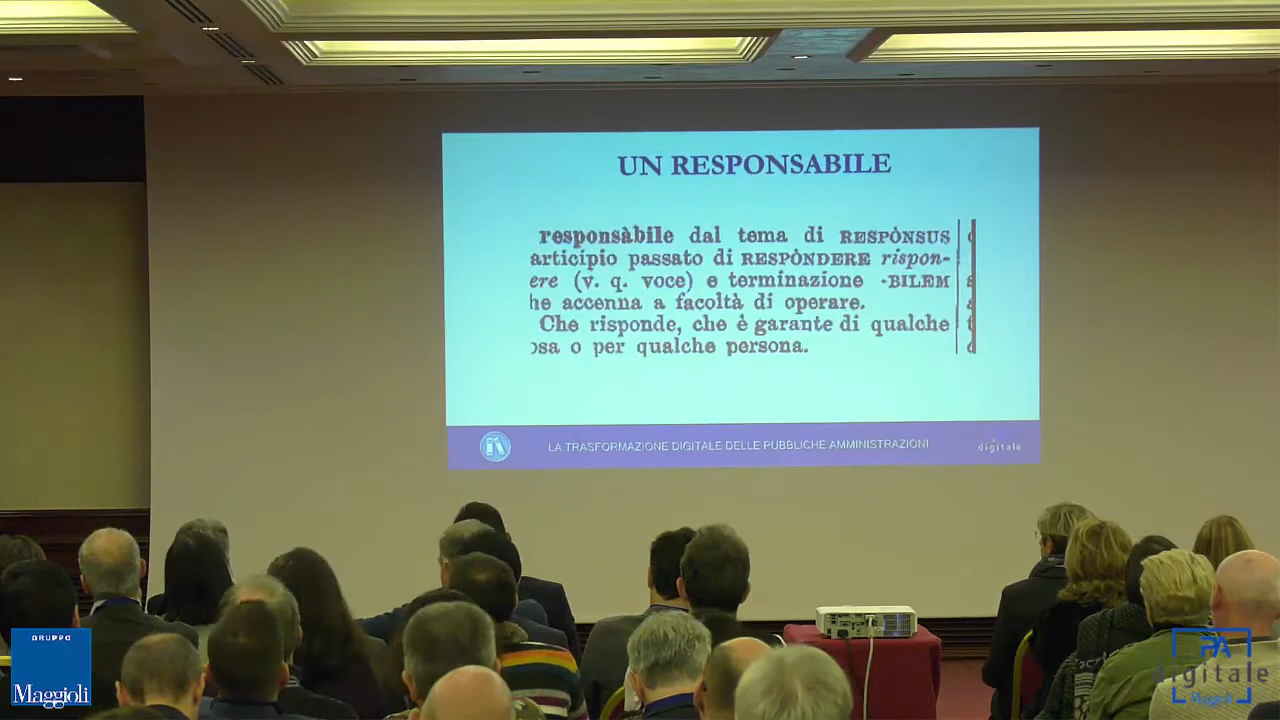 UN RESPONSABILE
responsàbile dal tema di RESPÒNSUS
articipio passato di RESPÒNDERE rispon-
ere (v. q. voce) e terminazione -BILEM
he accenna a facoltà di operare.
Che risponde, che è garante di qualche
osa o per qualche persona.
LA TRASFORMAZIONE DIGITALE DELLE PUBBLICHE AMMINISTRAZIONI
digitale
GRUPPO
Maggioli
PA
digitale
Maggioli